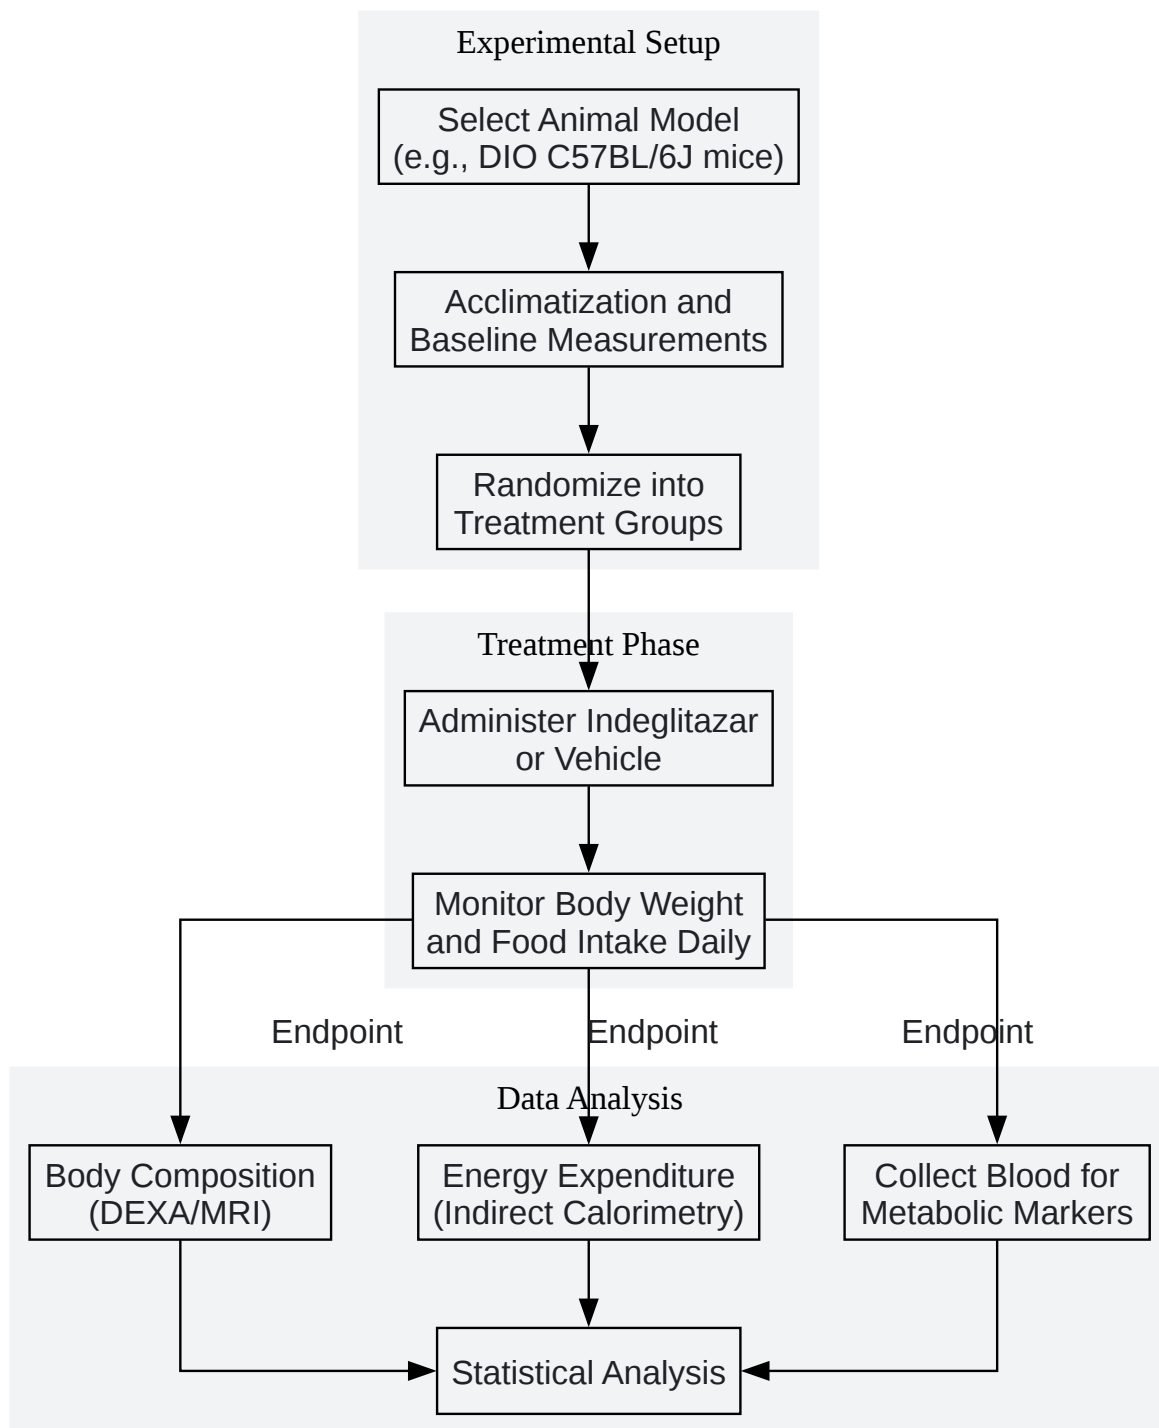 Experimental Setup
Select Animal Model
(e.g., DIO C57BL/6J mice)
Acclimatization and
Baseline Measurements
Randomize into
Treatment Groups
Treatment Phase
Administer Indeglitazar
or Vehicle
Monitor Body Weight
and Food Intake Daily
Endpoint
Endpoint
Endpoint
Data Analysis
Body Composition
(DEXA/MRI)
Energy Expenditure
(Indirect Calorimetry)
Collect Blood for
Metabolic Markers
Statistical Analysis